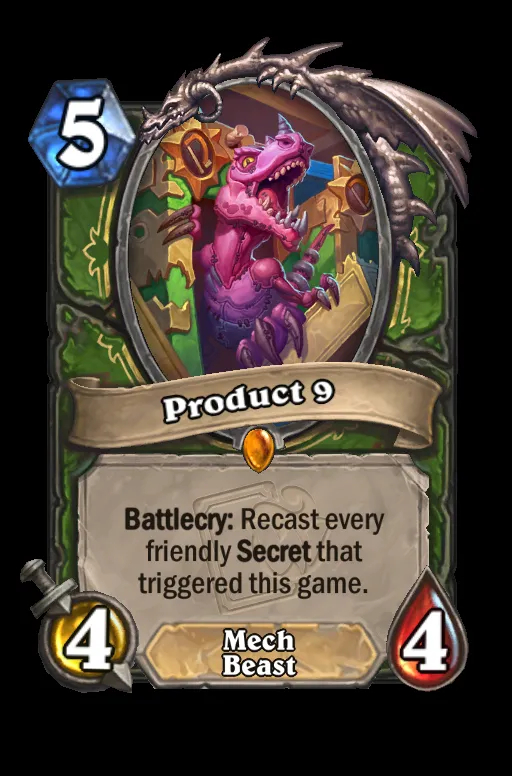 5
Product 9
Battlecry: Recast every
friendly Secret that
triggered this game.
4
Mech
Beast
4